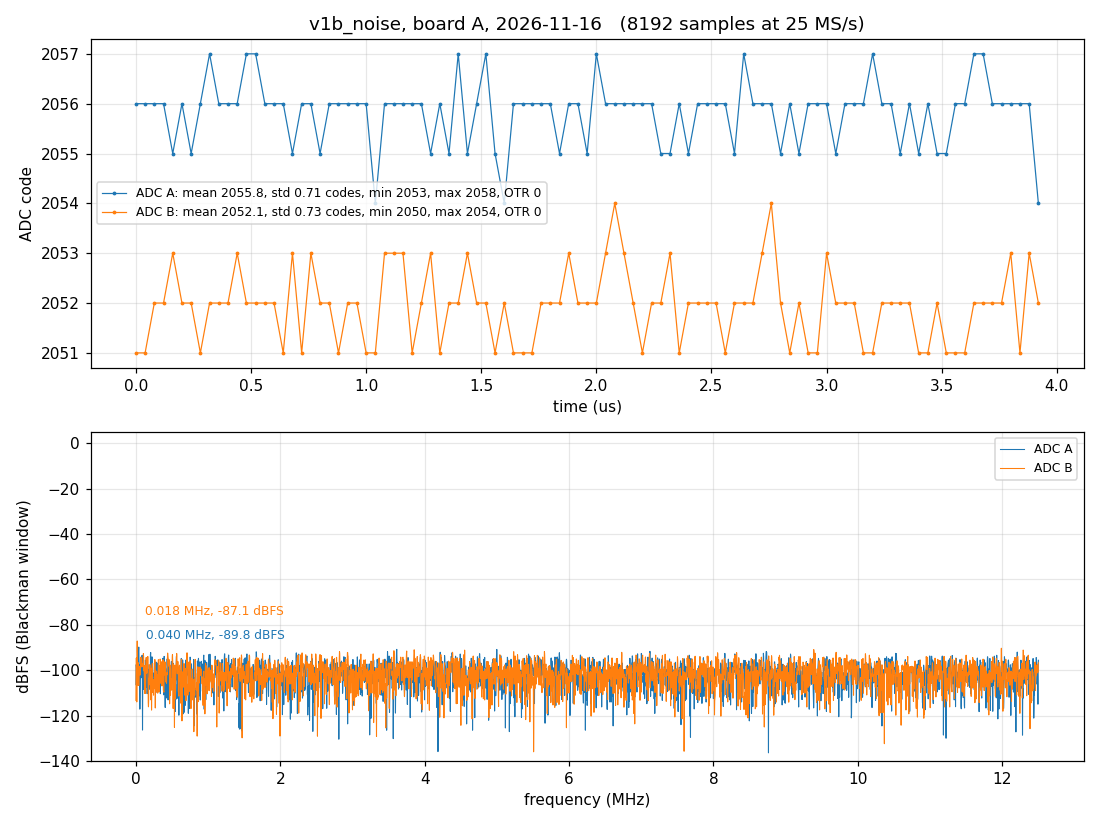 v1b_noise, board A, 2026-11-16   (8192 samples at 25 MS/s)
ADC code
2057
2056
2055
2054
2053
2052
2051
ADC A: mean 2055.8, std 0.71 codes, min 2053, max 2058, OTR 0
ADC B: mean 2052.1, std 0.73 codes, min 2050, max 2054, OTR 0
0.0 0.5 1.0 1.5 2.0 2.5 3.0 3.5 4.0
time (us)
dBFS (Blackman window)
0
−20
−40
−60
−80
−100
−120
−140
ADC A
ADC B
0.018 MHz, -87.1 dBFS
0.040 MHz, -89.8 dBFS
0 2 4 6 8 10 12
frequency (MHz)